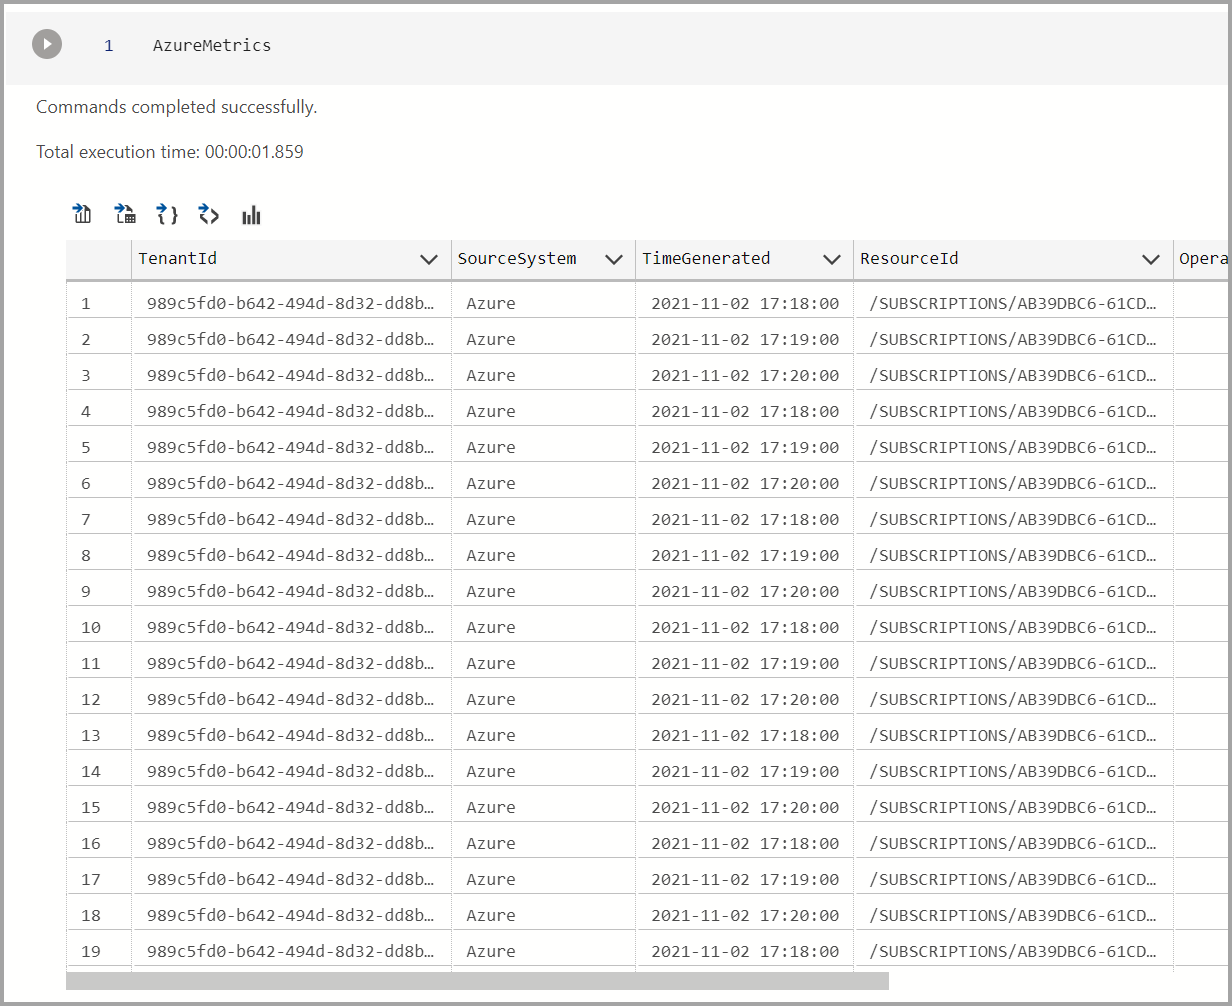 1 AzureMetrics
Commands completed successfully.
Total execution time: 00:00:01.859
TenantId SourceSystem TimeGenerated ResourceId Opera
1 989c5fd0-b642-494d-8d32-dd8b… Azure 2021-11-02 17:18:00 /SUBSCRIPTIONS/AB39DBC6-61CD…
2 989c5fd0-b642-494d-8d32-dd8b… Azure 2021-11-02 17:19:00 /SUBSCRIPTIONS/AB39DBC6-61CD…
3 989c5fd0-b642-494d-8d32-dd8b… Azure 2021-11-02 17:20:00 /SUBSCRIPTIONS/AB39DBC6-61CD…
4 989c5fd0-b642-494d-8d32-dd8b… Azure 2021-11-02 17:18:00 /SUBSCRIPTIONS/AB39DBC6-61CD…
5 989c5fd0-b642-494d-8d32-dd8b… Azure 2021-11-02 17:19:00 /SUBSCRIPTIONS/AB39DBC6-61CD…
6 989c5fd0-b642-494d-8d32-dd8b… Azure 2021-11-02 17:20:00 /SUBSCRIPTIONS/AB39DBC6-61CD…
7 989c5fd0-b642-494d-8d32-dd8b… Azure 2021-11-02 17:18:00 /SUBSCRIPTIONS/AB39DBC6-61CD…
8 989c5fd0-b642-494d-8d32-dd8b… Azure 2021-11-02 17:19:00 /SUBSCRIPTIONS/AB39DBC6-61CD…
9 989c5fd0-b642-494d-8d32-dd8b… Azure 2021-11-02 17:20:00 /SUBSCRIPTIONS/AB39DBC6-61CD…
10 989c5fd0-b642-494d-8d32-dd8b… Azure 2021-11-02 17:18:00 /SUBSCRIPTIONS/AB39DBC6-61CD…
11 989c5fd0-b642-494d-8d32-dd8b… Azure 2021-11-02 17:19:00 /SUBSCRIPTIONS/AB39DBC6-61CD…
12 989c5fd0-b642-494d-8d32-dd8b… Azure 2021-11-02 17:20:00 /SUBSCRIPTIONS/AB39DBC6-61CD…
13 989c5fd0-b642-494d-8d32-dd8b… Azure 2021-11-02 17:18:00 /SUBSCRIPTIONS/AB39DBC6-61CD…
14 989c5fd0-b642-494d-8d32-dd8b… Azure 2021-11-02 17:19:00 /SUBSCRIPTIONS/AB39DBC6-61CD…
15 989c5fd0-b642-494d-8d32-dd8b… Azure 2021-11-02 17:20:00 /SUBSCRIPTIONS/AB39DBC6-61CD…
16 989c5fd0-b642-494d-8d32-dd8b… Azure 2021-11-02 17:18:00 /SUBSCRIPTIONS/AB39DBC6-61CD…
17 989c5fd0-b642-494d-8d32-dd8b… Azure 2021-11-02 17:19:00 /SUBSCRIPTIONS/AB39DBC6-61CD…
18 989c5fd0-b642-494d-8d32-dd8b… Azure 2021-11-02 17:20:00 /SUBSCRIPTIONS/AB39DBC6-61CD…
19 989c5fd0-b642-494d-8d32-dd8b… Azure 2021-11-02 17:18:00 /SUBSCRIPTIONS/AB39DBC6-61CD…